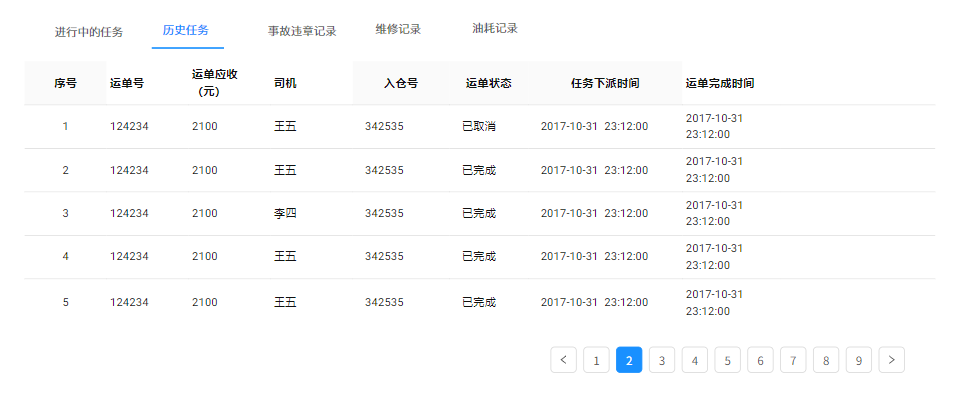 进行中的任务 历史任务 事故违章记录 维修记录 油耗记录
序号 运单号 运单应收（元） 司机 入仓号 运单状态 任务下派时间 运单完成时间
1 124234 2100 王五 342535 已取消 2017-10-31 23:12:00 2017-10-31 23:12:00
2 124234 2100 王五 342535 已完成 2017-10-31 23:12:00 2017-10-31 23:12:00
3 124234 2100 李四 342535 已完成 2017-10-31 23:12:00 2017-10-31 23:12:00
4 124234 2100 王五 342535 已完成 2017-10-31 23:12:00 2017-10-31 23:12:00
5 124234 2100 王五 342535 已完成 2017-10-31 23:12:00 2017-10-31 23:12:00
< 1 2 3 4 5 6 7 8 9 >